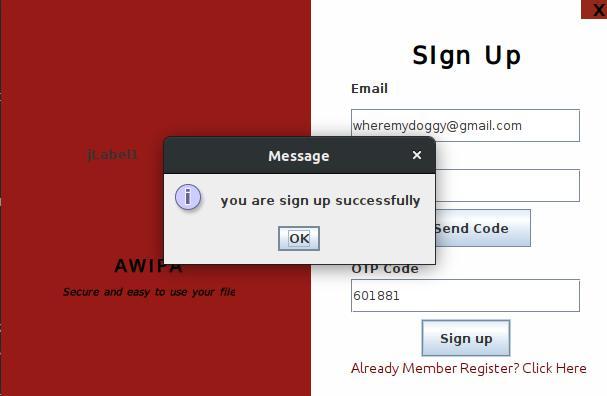 X
SIgn Up
Email
wheremydoggy@gmail.com
jLabel1
Message
×
i
you are sign up successfully
OK
Send Code
AWIFA
Secure and easy to use your file
OTP Code
601881
Sign up
Already Member Register? Click Here